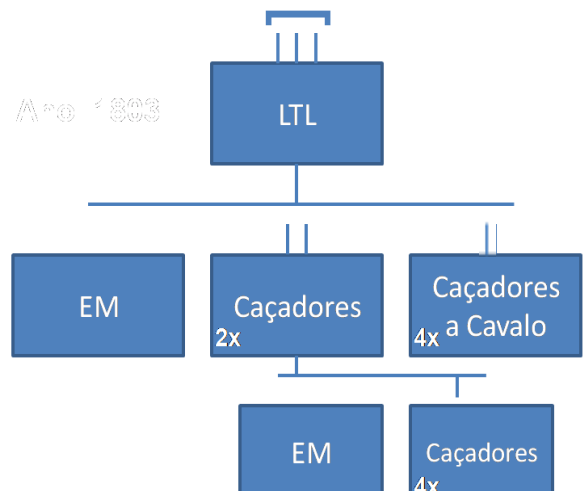 Ano 1803
LTL
EM
Caçadores
2x
Caçadores
a Cavalo
4x
EM
Caçadores
4x